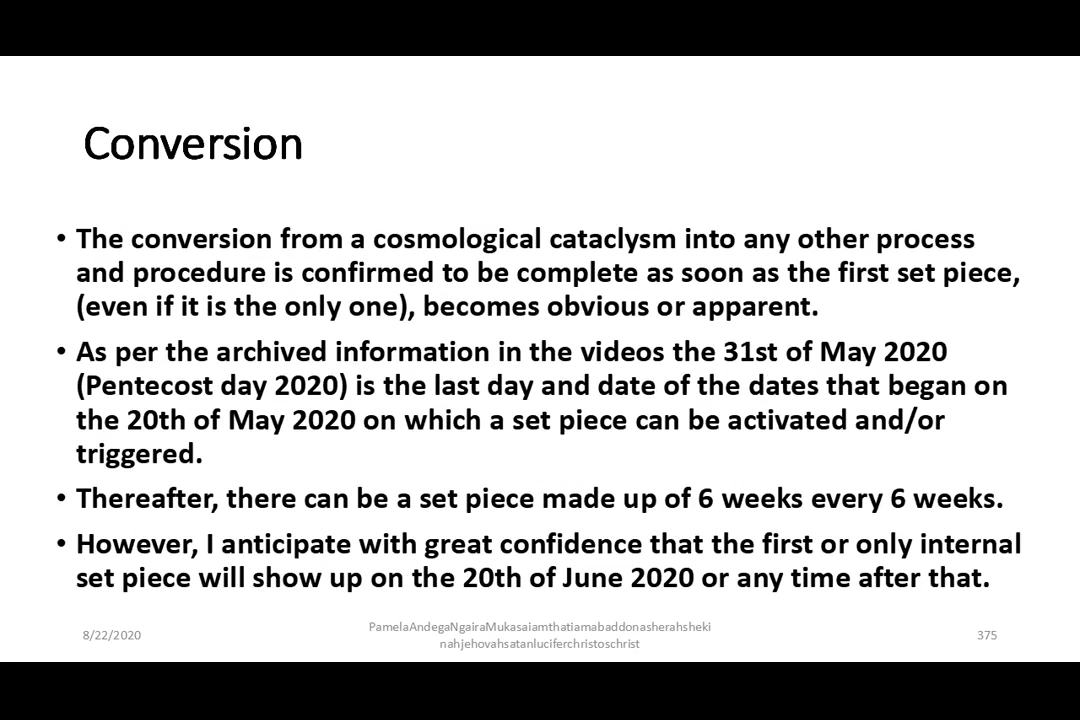 Conversion
• The conversion from a cosmological cataclysm into any other process
and procedure is confirmed to be complete as soon as the first set piece,
(even if it is the only one), becomes obvious or apparent.
• As per the archived information in the videos the 31st of May 2020
(Pentecost day 2020) is the last day and date of the dates that began on
the 20th of May 2020 on which a set piece can be activated and/or
triggered.
• Thereafter, there can be a set piece made up of 6 weeks every 6 weeks.
• However, I anticipate with great confidence that the first or only internal
set piece will show up on the 20th of June 2020 or any time after that.
8/22/2020
PamelaAndegaNgairaMukasaiamthatiamabaddonasherahsheki
nahjehovahsatanluciferchristoschrist
375